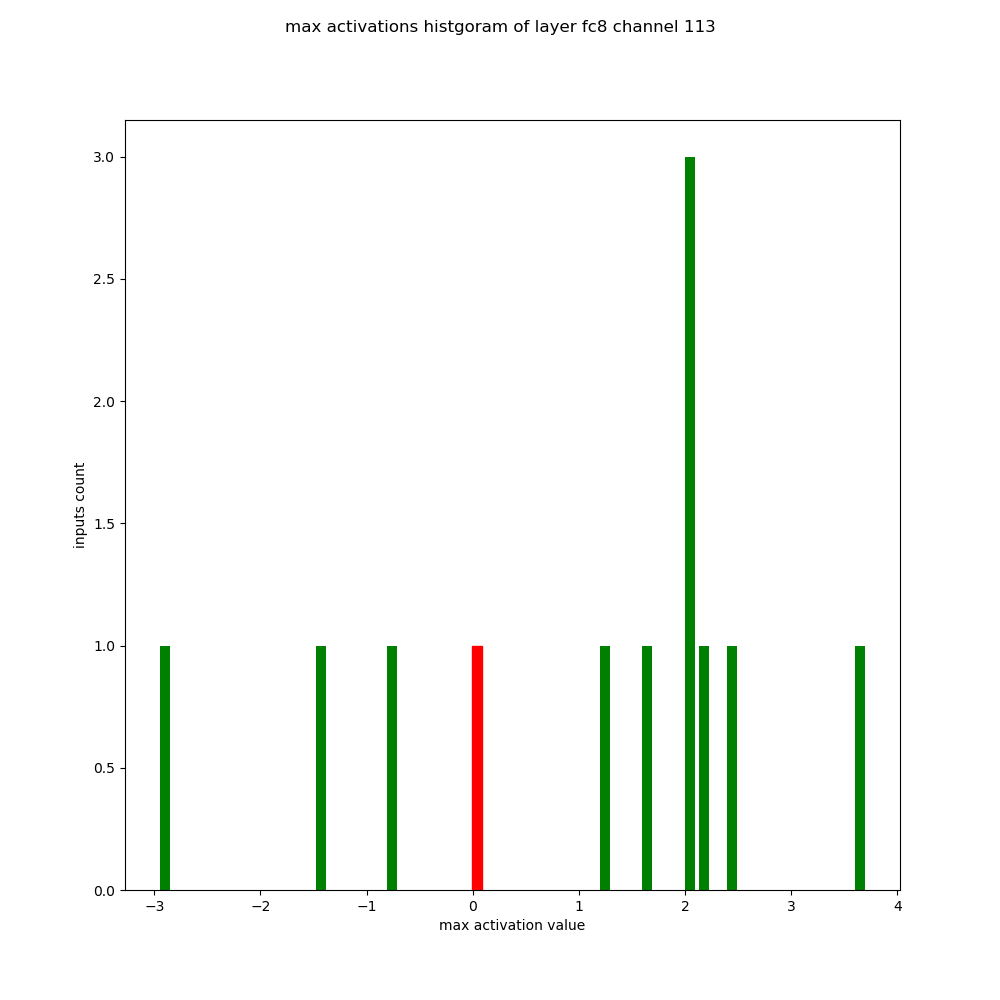 max activations histgoram of layer fc8 channel 113
3.0
2.5
2.0
1.5
1.0
0.5
0.0
inputs count
−3 −2 −1 0 1 2 3 4
max activation value